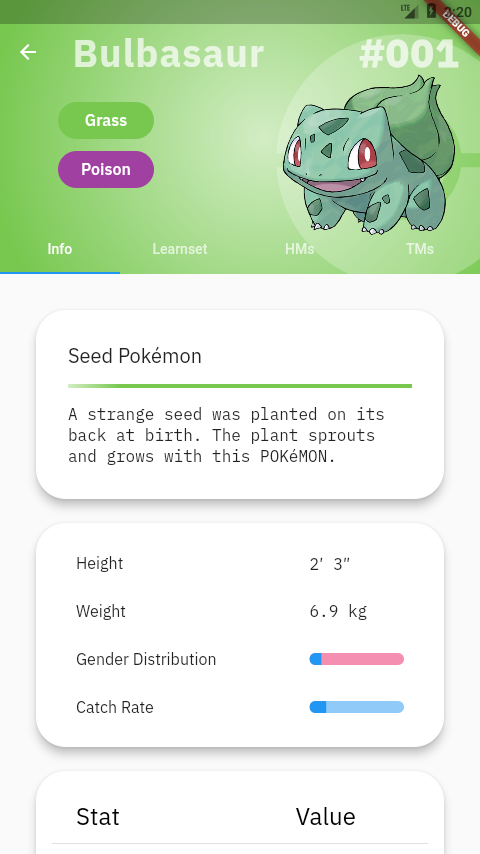 LTE 2:20
DEBUG
Bulbasaur #001
Grass
Poison
Info Learnset HMs TMs
Seed Pokémon
A strange seed was planted on its
back at birth. The plant sprouts
and grows with this POKéMON.
Height 2′ 3″
Weight 6.9 kg
Gender Distribution
Catch Rate
Stat Value